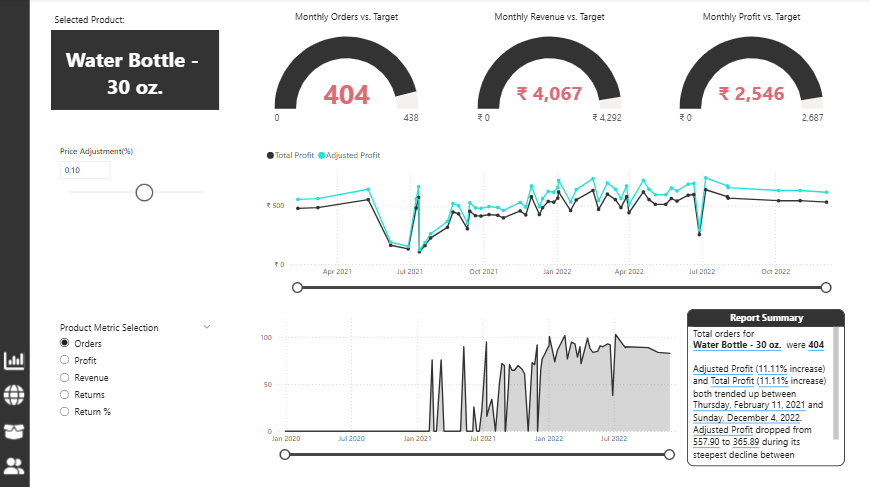 Selected Product:
Water Bottle -
30 oz.
Monthly Orders vs. Target
404
0
438
Monthly Revenue vs. Target
₹ 4,067
₹ 0
₹ 4,292
Monthly Profit vs. Target
₹ 2,546
₹ 0
2,687
Price Adjustment(%)
0.10
Total Profit Adjusted Profit
₹ 500
₹ 0
Apr 2021 Jul 2021 Oct 2021 Jan 2022 Apr 2022 Jul 2022 Oct 2022
Product Metric Selection
Orders
Profit
Revenue
Returns
Return %
100
50
0
Jan 2020 Jul 2020 Jan 2021 Jul 2021 Jan 2022 Jul 2022
Report Summary
Total orders for
Water Bottle - 30 oz. were 404
Adjusted Profit (11.11% increase)
and Total Profit (11.11% increase)
both trended up between
Thursday, February 11, 2021 and
Sunday, December 4, 2022.
Adjusted Profit dropped from
557.90 to 365.89 during its
steepest decline between